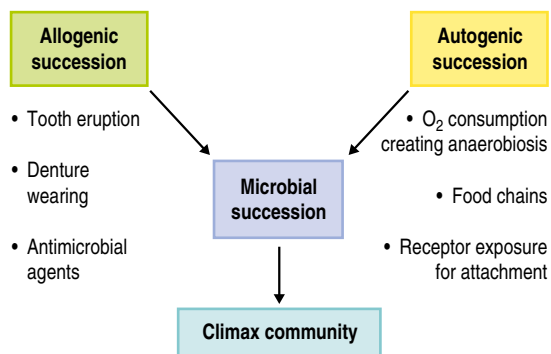 Allogenic
succession
• Tooth eruption
• Denture
wearing
• Antimicrobial
agents
Autogenic
succession
• O₂ consumption
creating anaerobiosis
• Food chains
• Receptor exposure
for attachment
Microbial
succession
Climax community